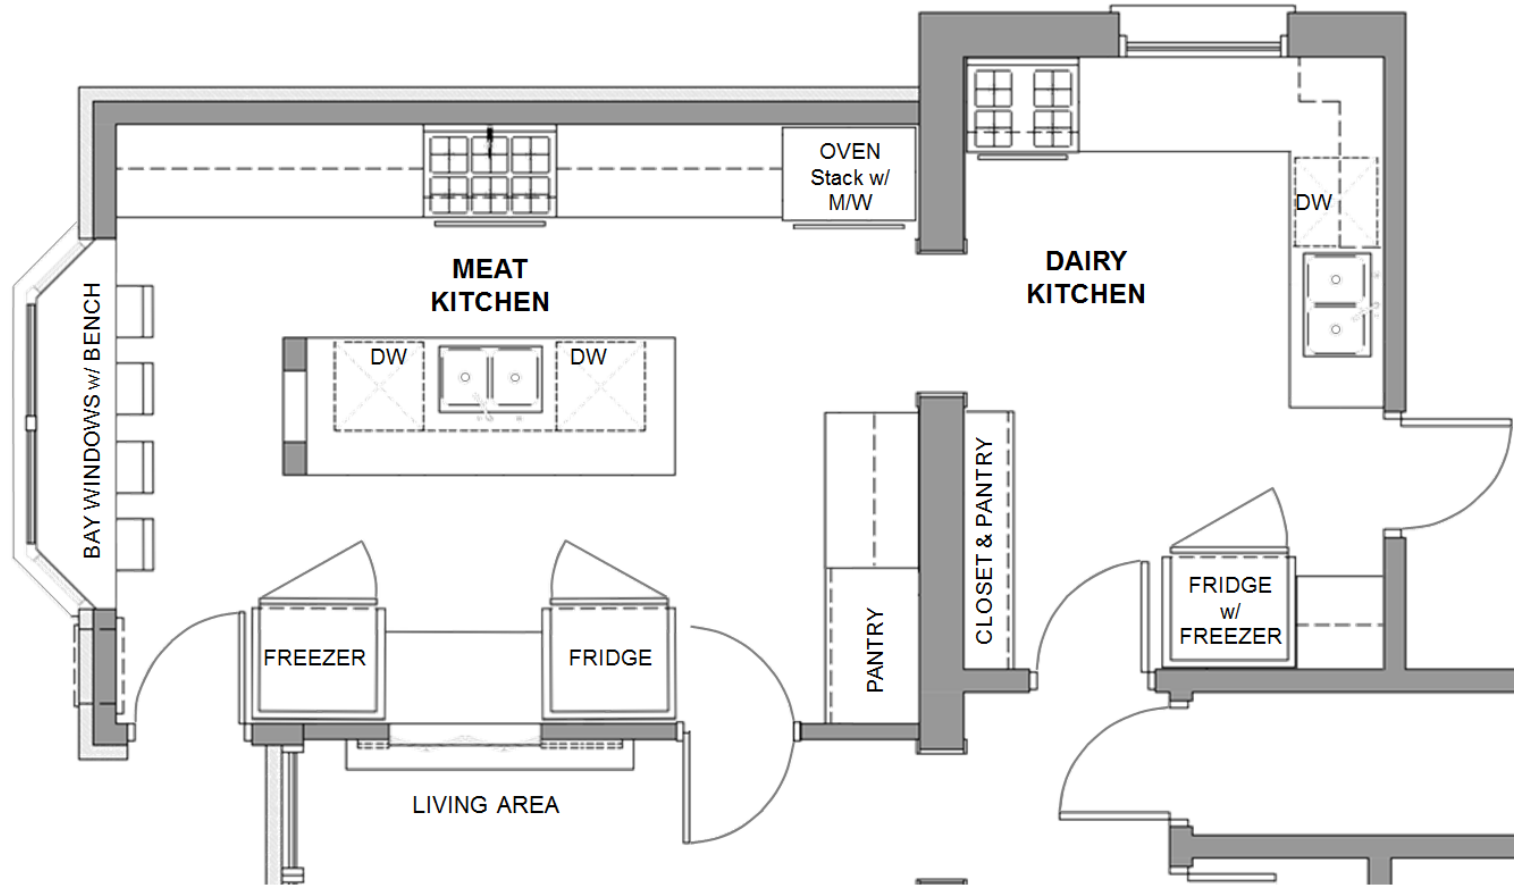 OVEN
Stack w/
M/W
DW
MEAT
KITCHEN
DAIRY
KITCHEN
BAY WINDOWS w/ BENCH
DW
DW
CLOSET & PANTRY
FRIDGE
w/
FREEZER
FREEZER
FRIDGE
PANTRY
LIVING AREA